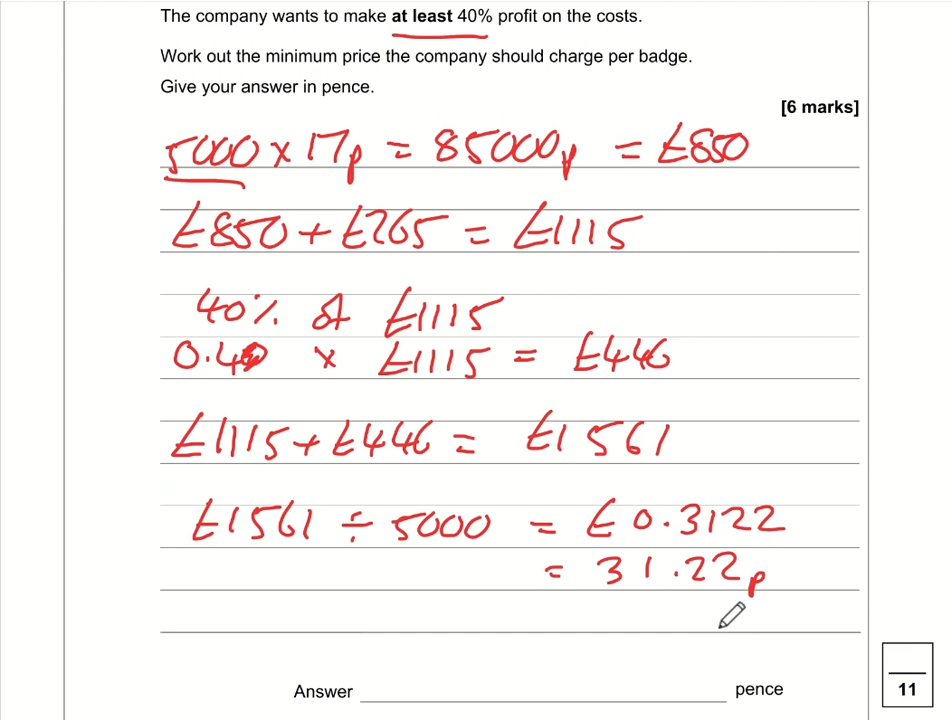 The company wants to make at least 40% profit on the costs.
Work out the minimum price the company should charge per badge.
Give your answer in pence.
[6 marks]
5000 x 17p = 85000p = £850
£850 + £265 = £1115
40% of £1115
0.40 x £1115 = £446
£1115 + £446 = £1561
£1561 ÷ 5000 = £0.3122
= 31.22p
Answer pence
11